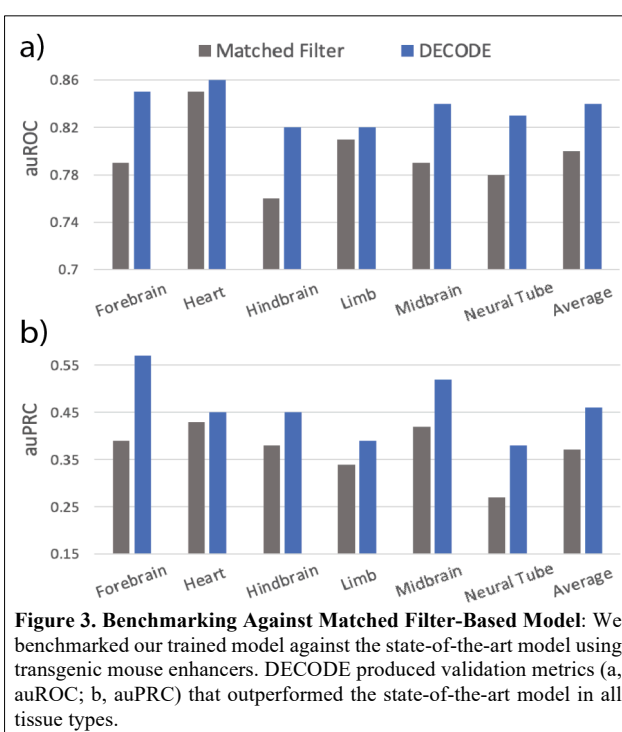 a)
Matched Filter DECODE
auROC
0.86
0.82
0.78
0.74
0.7
Forebrain Heart Hindbrain Limb Midbrain Neural Tube Average
b)
auPRC
0.55
0.45
0.35
0.25
0.15
Forebrain Heart Hindbrain Limb Midbrain Neural Tube Average
Figure 3. Benchmarking Against Matched Filter-Based Model: We
benchmarked our trained model against the state-of-the-art model using
transgenic mouse enhancers. DECODE produced validation metrics (a,
auROC; b, auPRC) that outperformed the state-of-the-art model in all
tissue types.